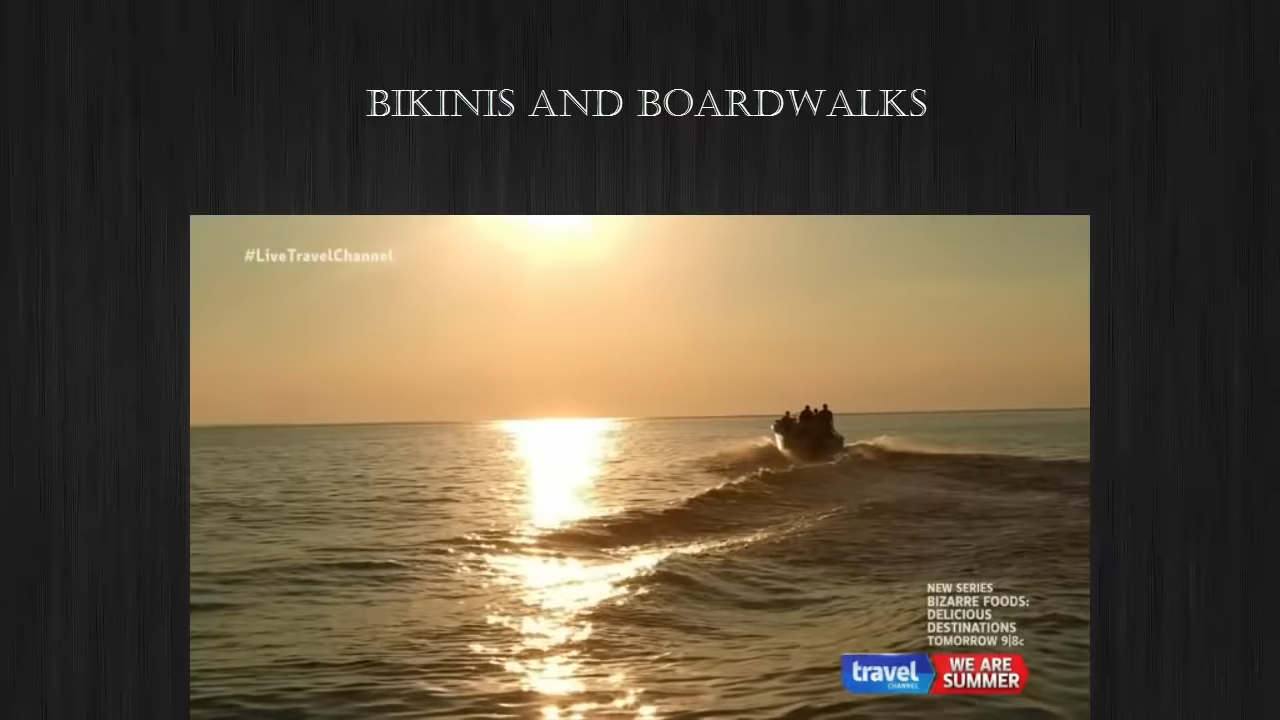 BIKINIS AND BOARDWALKS
#LiveTravelChannel
NEW SERIES
BIZARRE FOODS:
DELICIOUS
DESTINATIONS
TOMORROW 9|8c
travel
CHANNEL
WE ARE
SUMMER